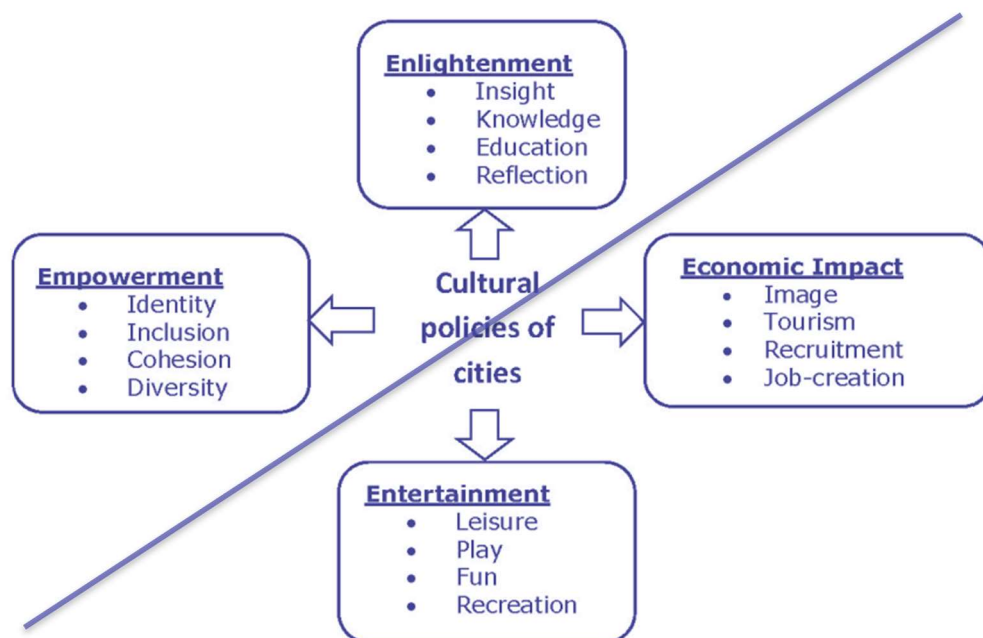 Enlightenment
• Insight
• Knowledge
• Education
• Reflection
Empowerment
• Identity
• Inclusion
• Cohesion
• Diversity
Cultural
policies of
cities
Economic Impact
• Image
• Tourism
• Recruitment
• Job-creation
Entertainment
• Leisure
• Play
• Fun
• Recreation